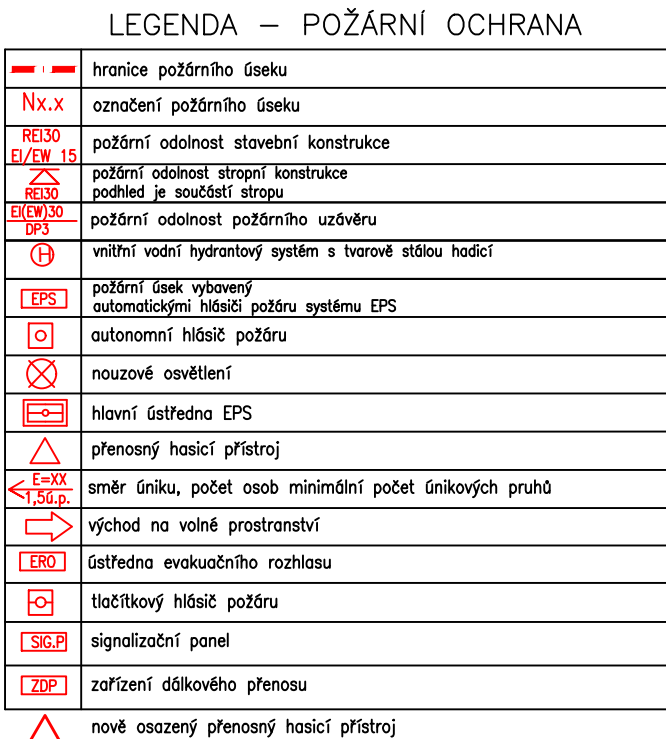 LEGENDA – POŽÁRNÍ OCHRANA
hranice požárního úseku
Nx.x označení požárního úseku
REI30
EI/EW 15
požární odolnost stavební konstrukce
požární odolnost stropní konstrukce
REI30 podhled je součástí stropu
EI(EW)30
DP3
požární odolnost požárního uzávěru
H vnitřní vodní hydrantový systém s tvarově stálou hadicí
požární úsek vybavený
EPS automatickými hlásiči požáru systému EPS
autonomní hlásič požáru
nouzové osvětlení
hlavní ústředna EPS
přenosný hasicí přístroj
E=XX
1,5ú.p.
směr úniku, počet osob minimální počet únikových pruhů
východ na volné prostranství
ERO ústředna evakuačního rozhlasu
tlačítkový hlásič požáru
SIG.P signalizační panel
ZDP zařízení dálkového přenosu
nově osazený přenosný hasicí přístroj